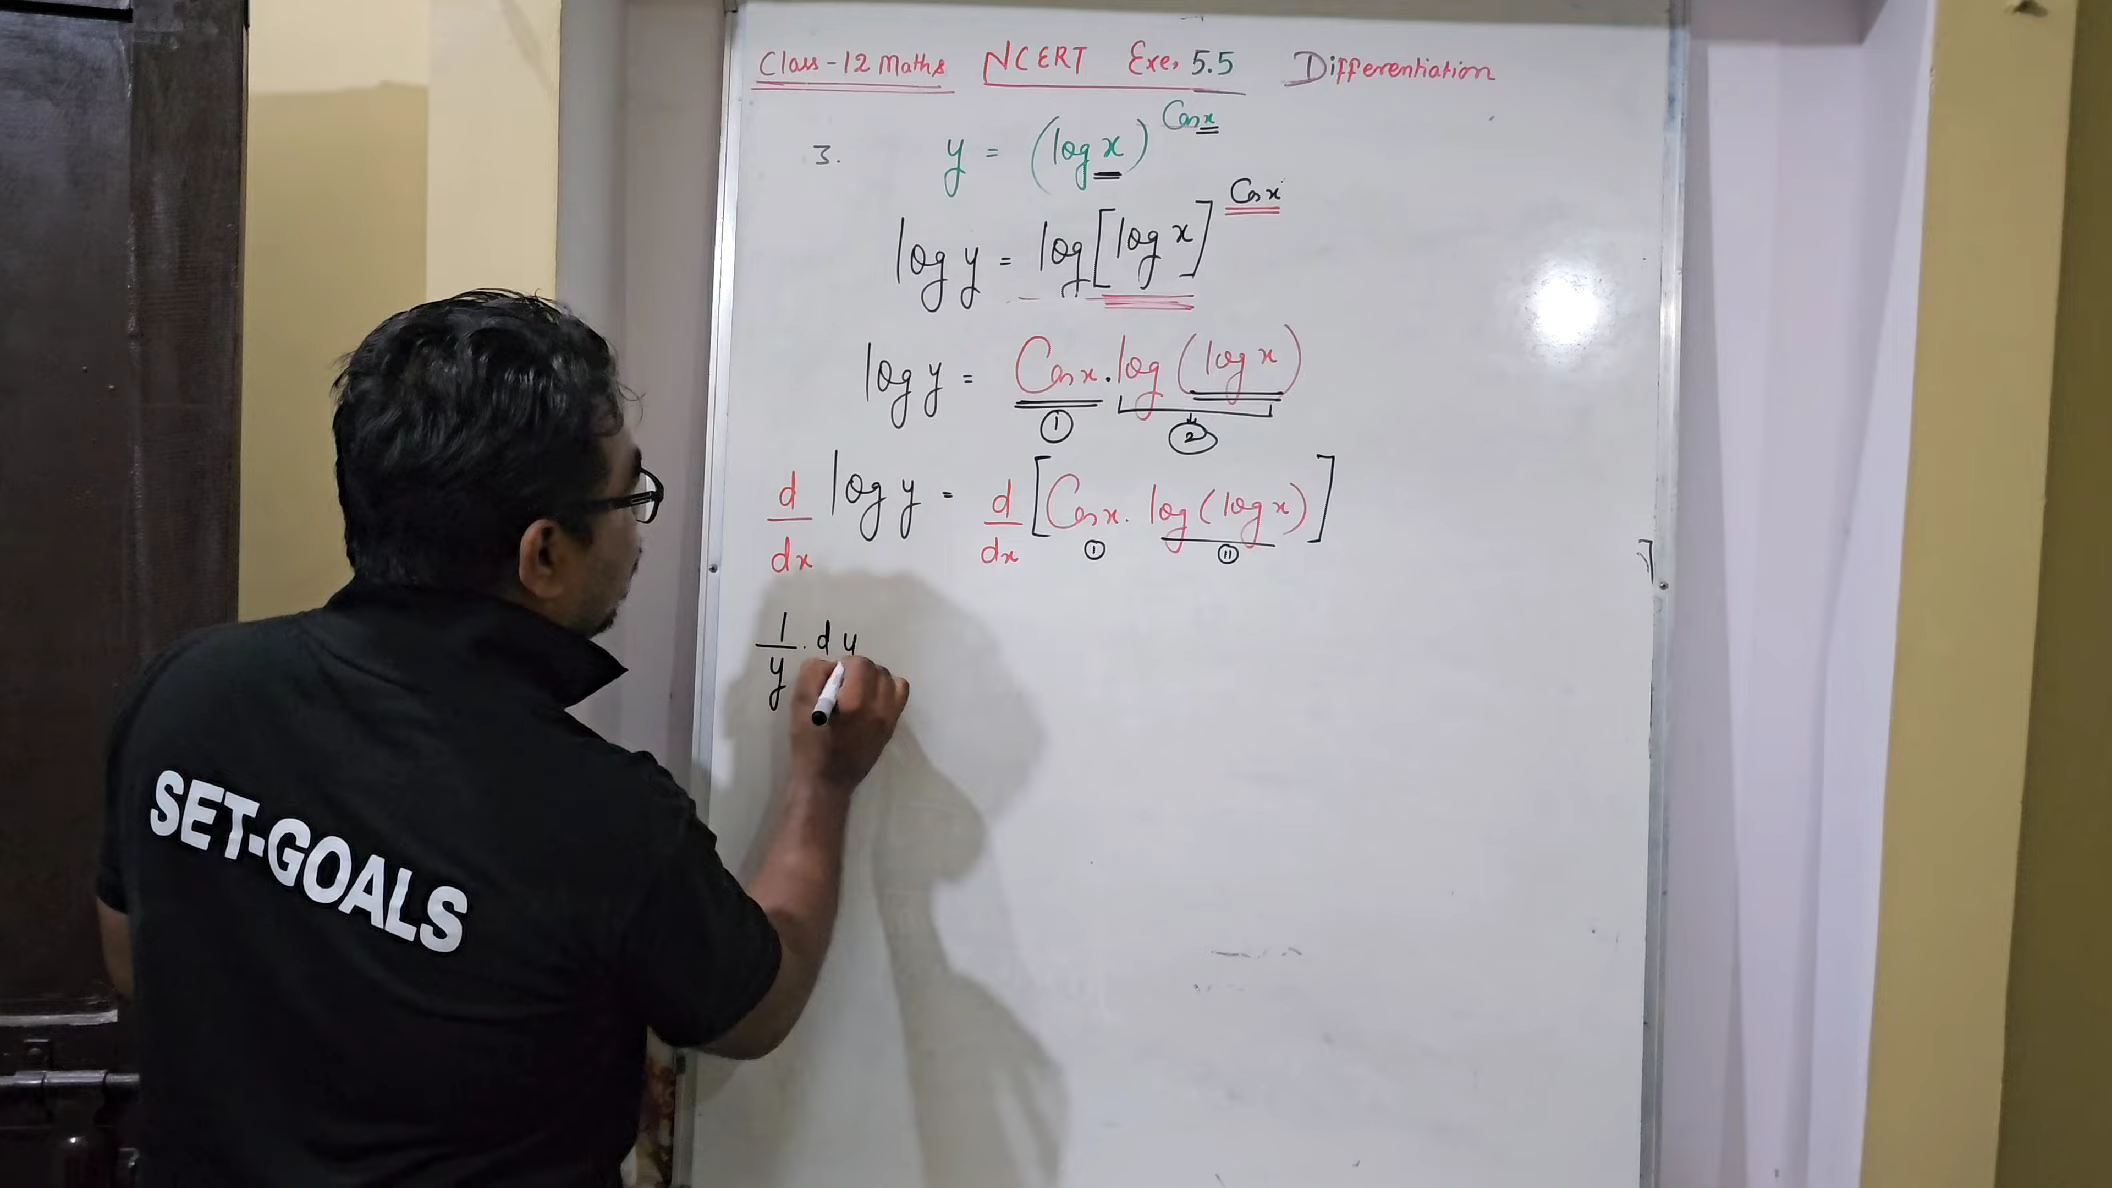 Class-12 Maths NCERT Exe. 5.5 Differentiation
3. y = (log x)^Cos x
log y = log[log x]^Cos x
log y = Cos x . log (log x)
① ②
d/dx log y = d/dx [Cos x . log (log x)]
① ⑪
1/y . dy
SET-GOALS